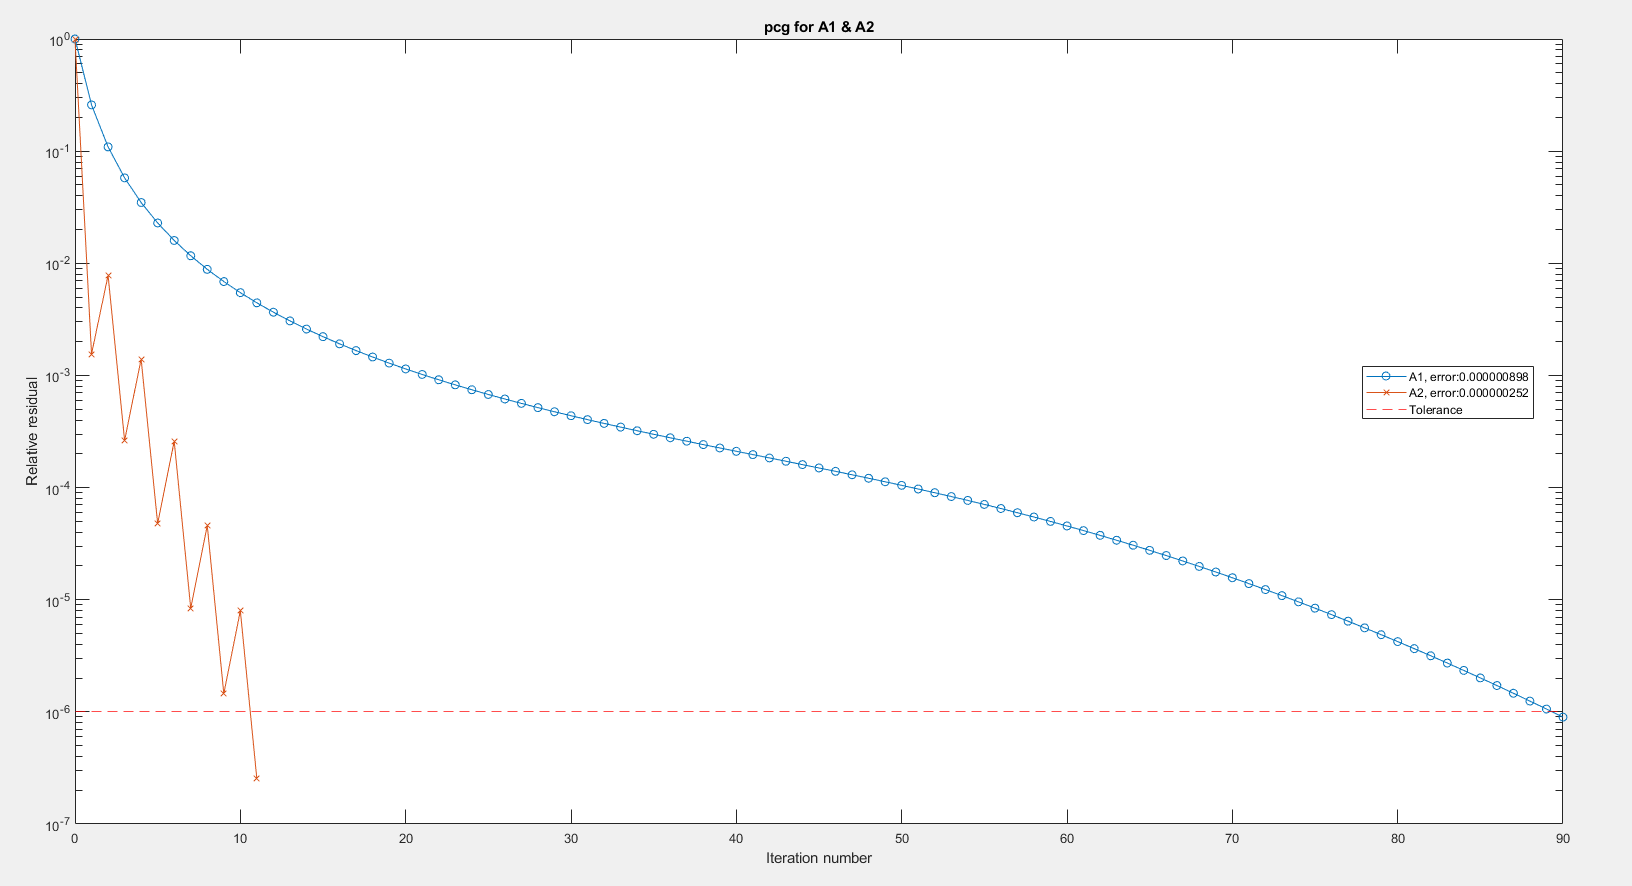 pcg for A1 & A2
10^0
10^-1
10^-2
10^-3
10^-4
10^-5
10^-6
10^-7
Relative residual
A1, error:0.000000898
A2, error:0.000000252
Tolerance
0 10 20 30 40 50 60 70 80 90
Iteration number